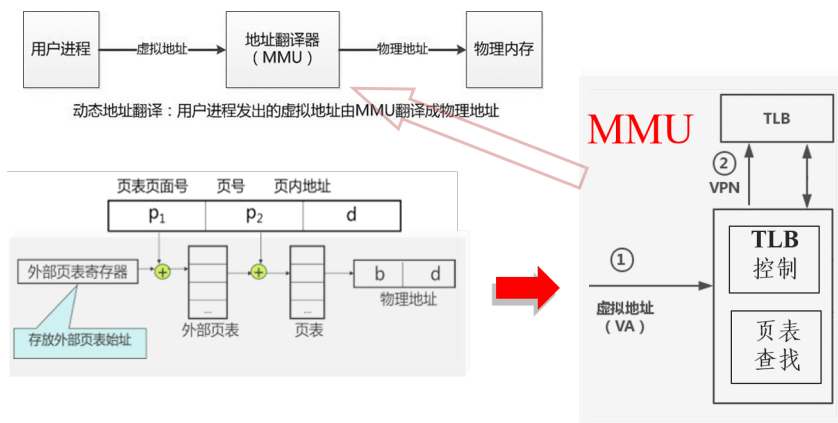 用户进程
虚拟地址
地址翻译器
（MMU）
物理地址
物理内存
动态地址翻译：用户进程发出的虚拟地址由MMU翻译成物理地址
页表页面号 页号 页内地址
p1 p2 d
外部页表寄存器
+
+
b d
物理地址
...
...
外部页表
页表
存放外部页表始址
MMU
TLB
②
VPN
①
虚拟地址
（VA）
TLB
控制
页表
查找